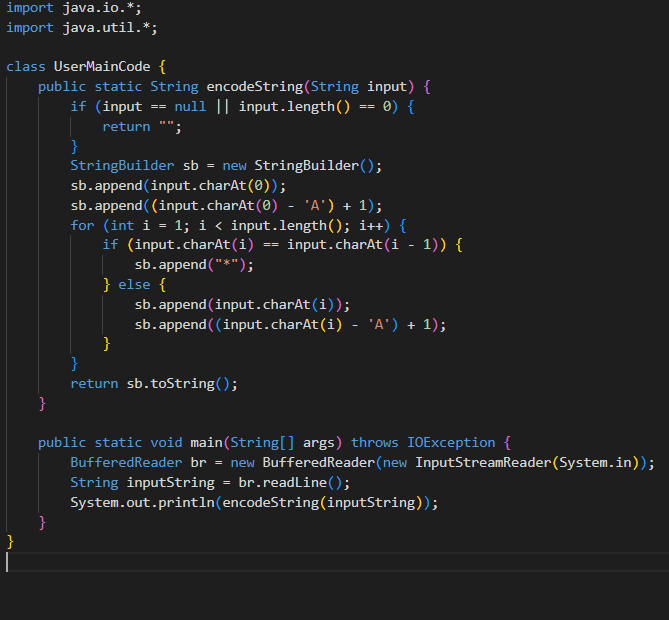 import java.io.*;
import java.util.*;

class UserMainCode {
    public static String encodeString(String input) {
        if (input == null || input.length() == 0) {
            return "";
        }
        StringBuilder sb = new StringBuilder();
        sb.append(input.charAt(0));
        sb.append((input.charAt(0) - 'A') + 1);
        for (int i = 1; i < input.length(); i++) {
            if (input.charAt(i) == input.charAt(i - 1)) {
                sb.append("*");
            } else {
                sb.append(input.charAt(i));
                sb.append((input.charAt(i) - 'A') + 1);
            }
        }
        return sb.toString();
    }

    public static void main(String[] args) throws IOException {
        BufferedReader br = new BufferedReader(new InputStreamReader(System.in));
        String inputString = br.readLine();
        System.out.println(encodeString(inputString));
    }
}